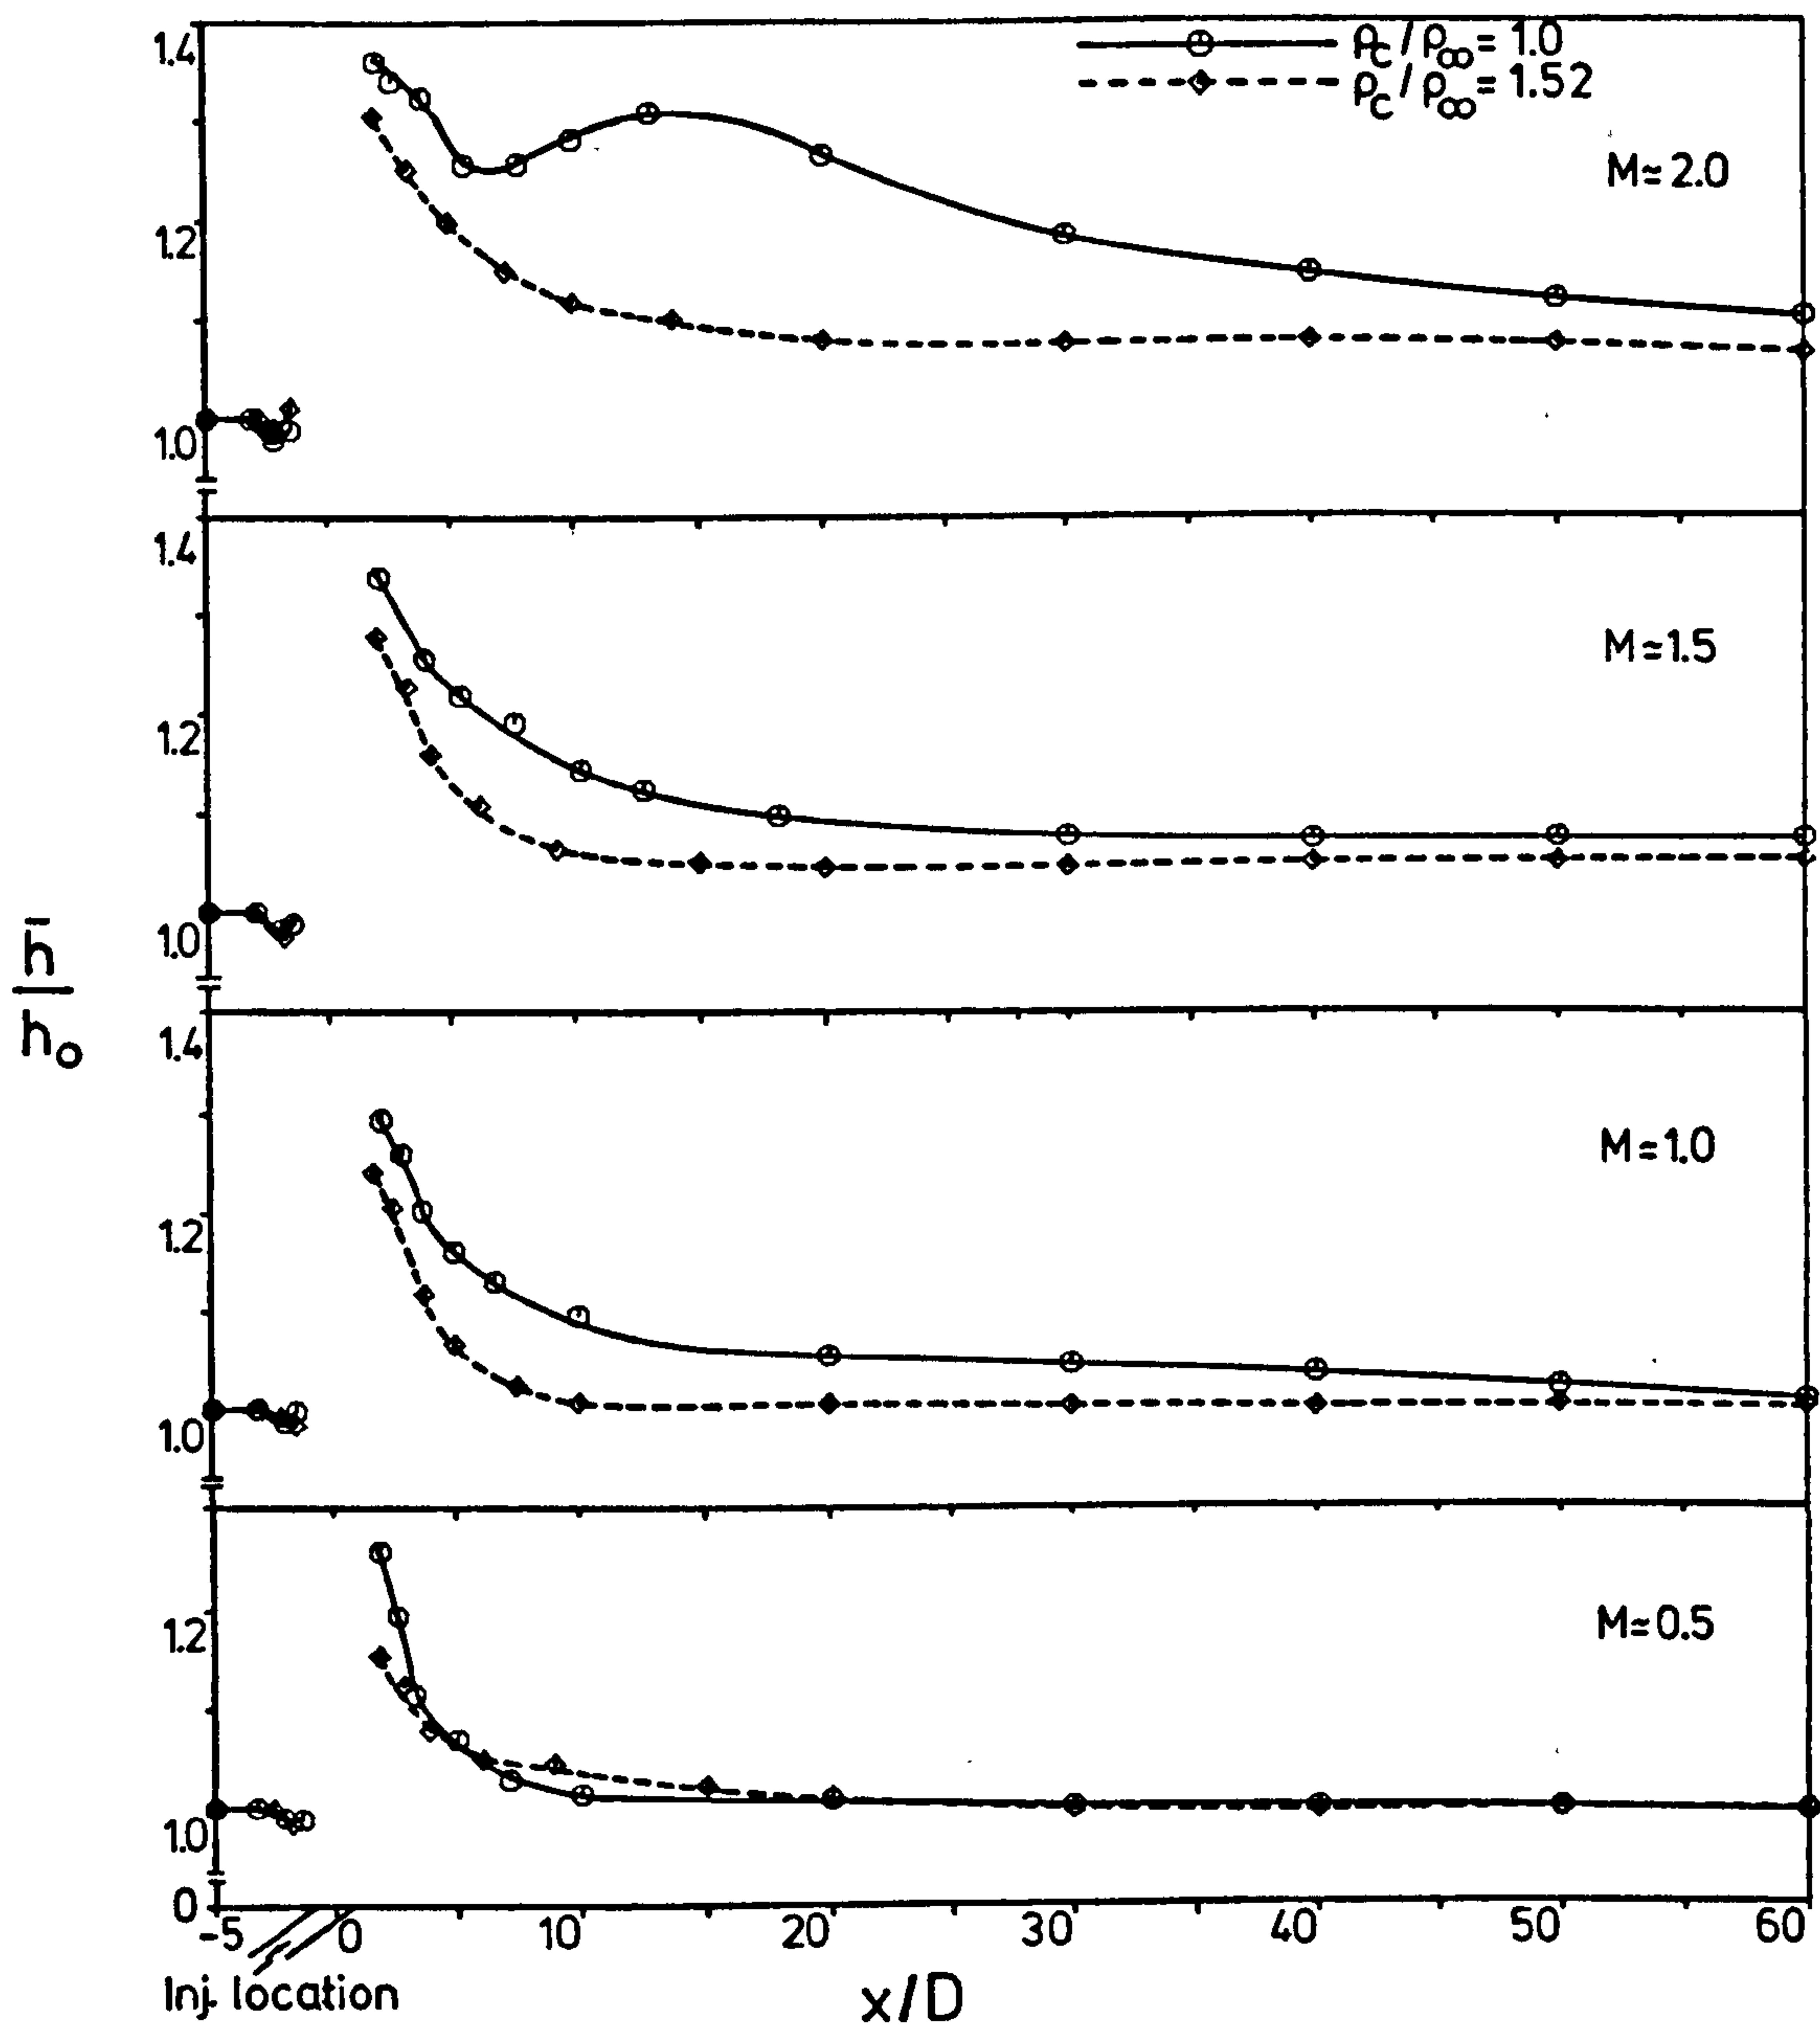 1.4
ρc/ρ∞ = 1.0
ρc/ρ∞ = 1.52
M≃2.0
1.2
1.0
1.4
M≃1.5
1.2
1.0
h̄
h₀
1.4
M≃1.0
1.2
1.0
M≃0.5
1.2
1.0
0
-5 0 10 20 30 40 50 60
Inj. location
x/D